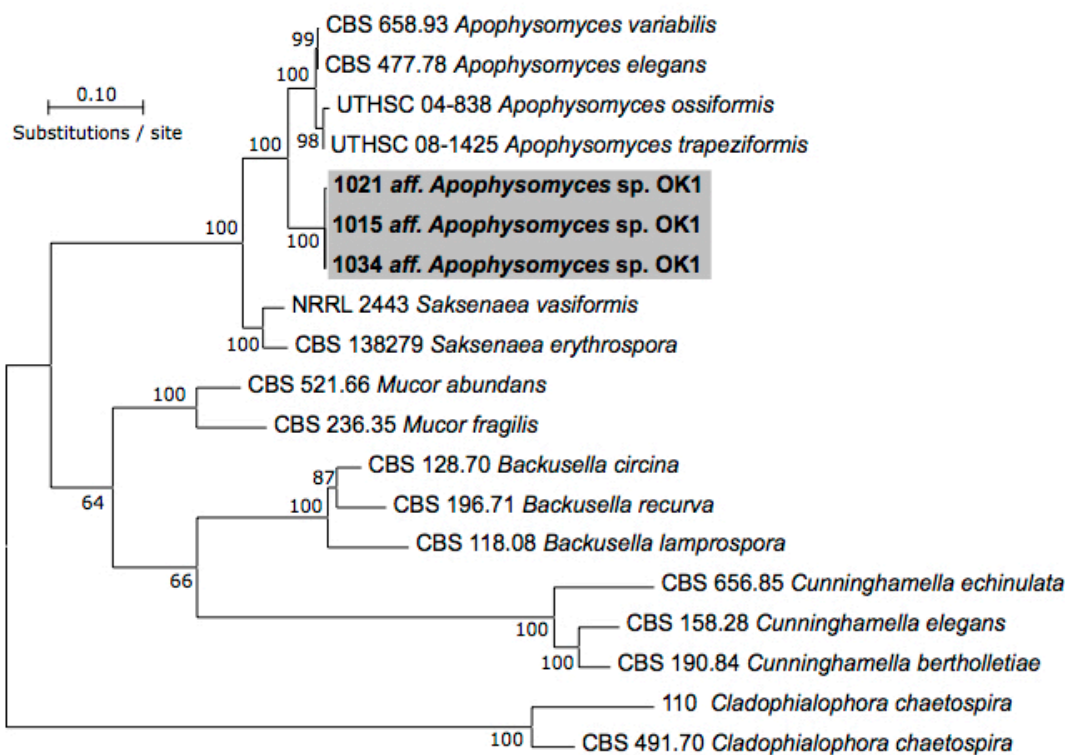 CBS 658.93 Apophysomyces variabilis
99
CBS 477.78 Apophysomyces elegans
100
0.10
Substitutions / site
UTHSC 04-838 Apophysomyces ossiformis
98
UTHSC 08-1425 Apophysomyces trapeziformis
100
1021 aff. Apophysomyces sp. OK1
1015 aff. Apophysomyces sp. OK1
100
100
1034 aff. Apophysomyces sp. OK1
NRRL 2443 Saksenaea vasiformis
100
CBS 138279 Saksenaea erythrospora
CBS 521.66 Mucor abundans
100
CBS 236.35 Mucor fragilis
CBS 128.70 Backusella circina
87
CBS 196.71 Backusella recurva
64
100
CBS 118.08 Backusella lamprospora
66
CBS 656.85 Cunninghamella echinulata
CBS 158.28 Cunninghamella elegans
100
100
CBS 190.84 Cunninghamella bertholletiae
110 Cladophialophora chaetospira
100
CBS 491.70 Cladophialophora chaetospira